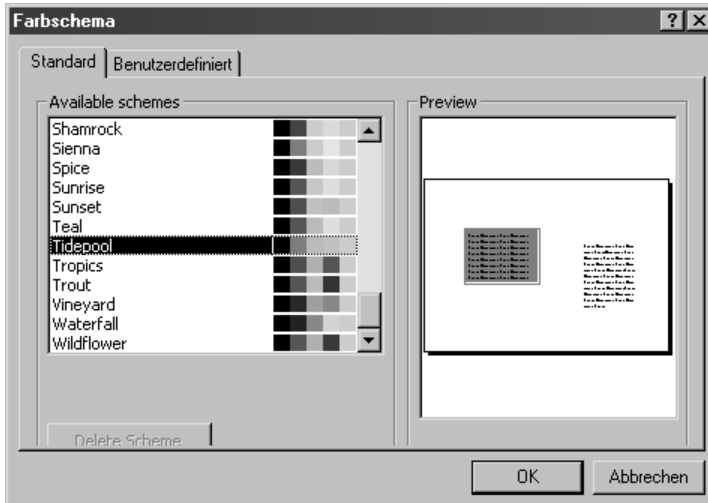 Farbschema
Standard Benutzerdefiniert
Available schemes
Preview
Shamrock
Sienna
Spice
Sunrise
Sunset
Teal
Tidepool
Tropics
Trout
Vineyard
Waterfall
Wildflower
Delete Scheme
OK Abbrechen